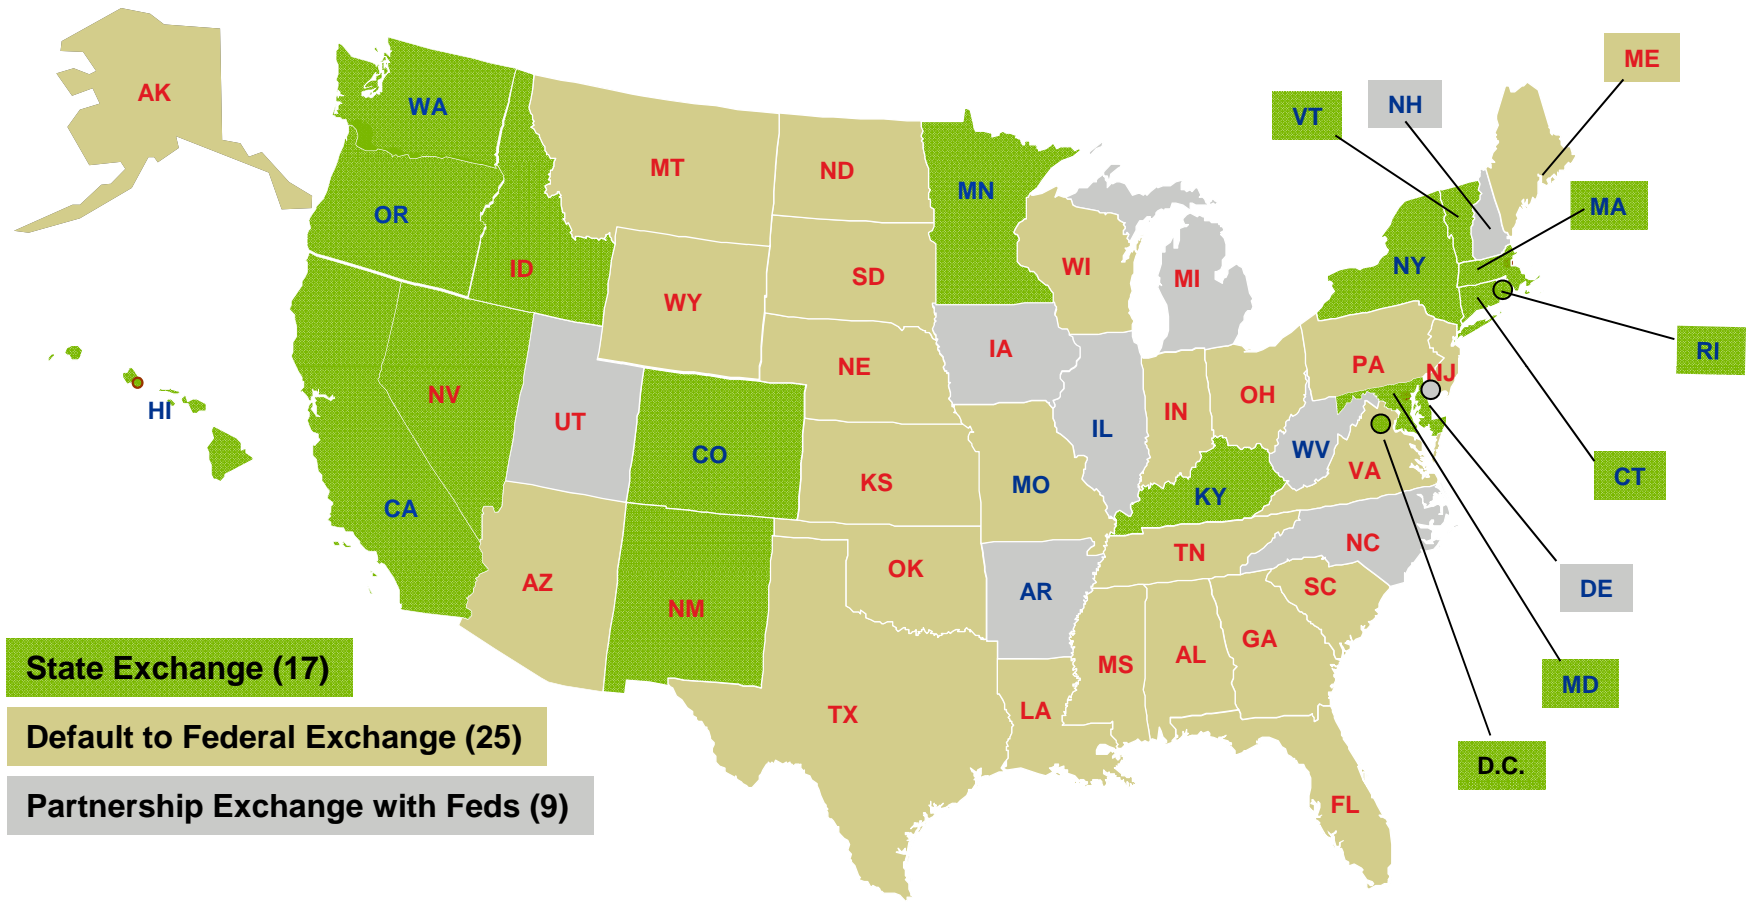 AK
WA
MT
ND
MN
VT
NH
ME
OR
ID
WY
SD
WI
MI
NY
MA
HI
NV
UT
CO
NE
IA
IL
IN
OH
PA
NJ
RI
CA
KS
MO
KY
WV
VA
CT
AZ
NM
OK
AR
TN
NC
SC
DE
MS
AL
GA
MD
TX
LA
FL
D.C.
State Exchange (17)
Default to Federal Exchange (25)
Partnership Exchange with Feds (9)